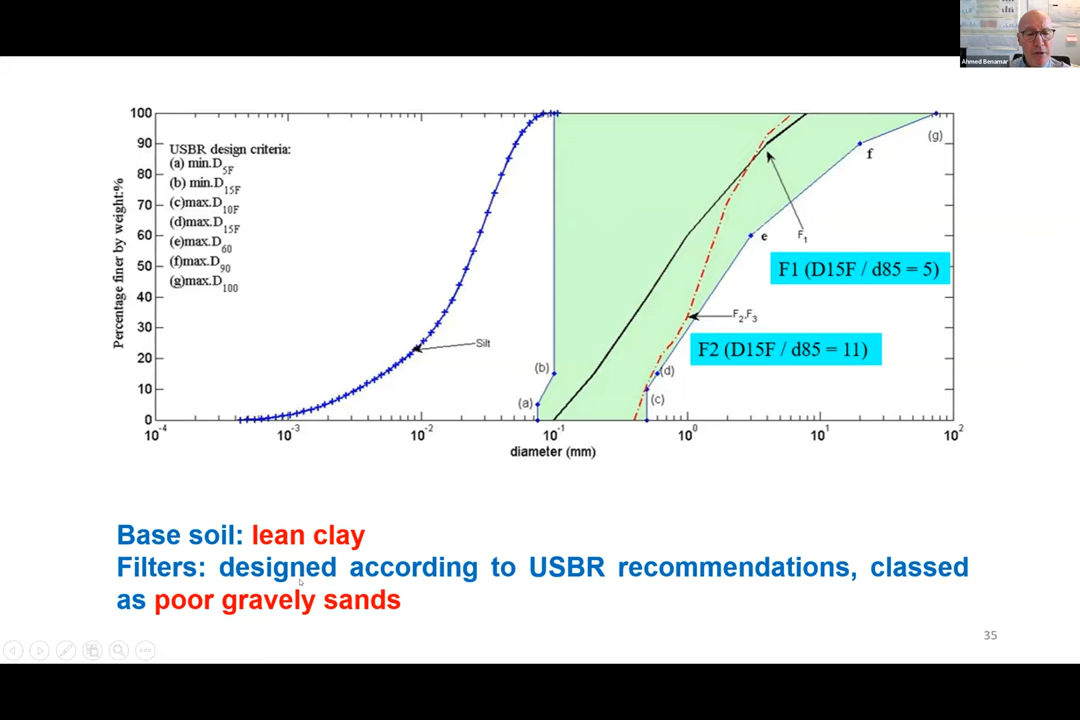 Ahmed Benamar
100
90
80
70
60
50
40
30
20
10
0
Percentage finer by weight:%
USBR design criteria:
(a) min.D5F
(b) min.D15F
(c)max.D10F
(d)max.D15F
(e)max.D60
(f)max.D90
(g)max.D100
Silt
(b)
(a)
(g)
f
e
F1
F1 (D15F / d85 = 5)
F2,F3
F2 (D15F / d85 = 11)
(d)
(c)
10-4
10-3
10-2
10-1
100
101
102
diameter (mm)
Base soil: lean clay
Filters: designed according to USBR recommendations, classed
as poor gravely sands
35